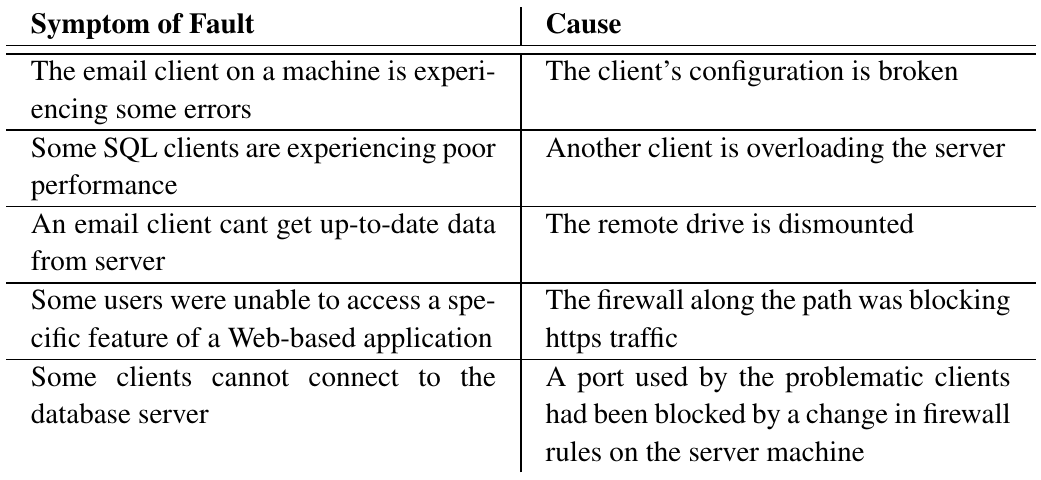 Symptom of Fault
Cause
The email client on a machine is experi-
encing some errors
The client's configuration is broken
Some SQL clients are experiencing poor
performance
Another client is overloading the server
An email client cant get up-to-date data
from server
The remote drive is dismounted
Some users were unable to access a spe-
cific feature of a Web-based application
The firewall along the path was blocking
https traffic
Some clients cannot connect to the
database server
A port used by the problematic clients
had been blocked by a change in firewall
rules on the server machine